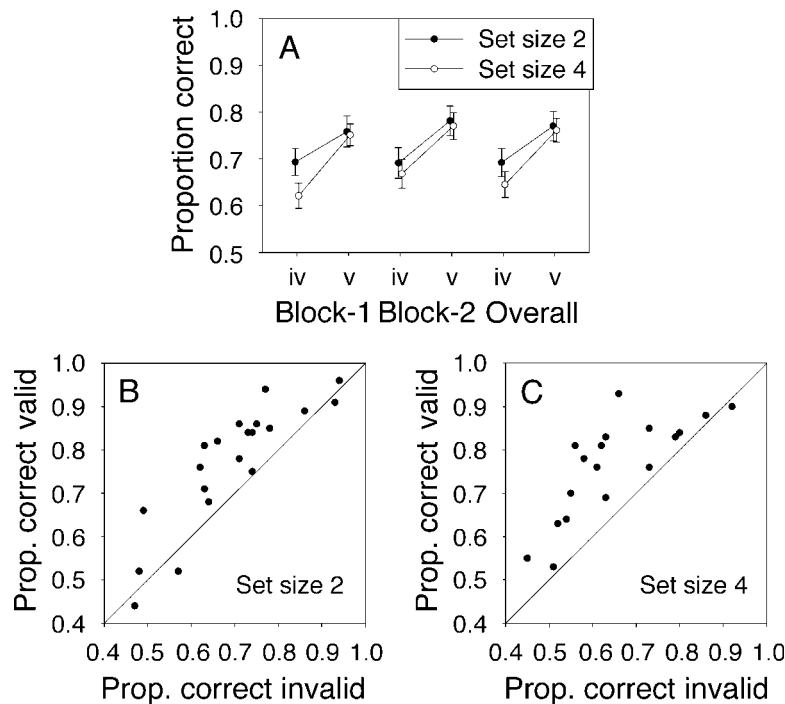 A
Set size 2
Set size 4
Proportion correct
1.0
0.9
0.8
0.7
0.6
0.5
iv v iv v iv v
Block-1 Block-2 Overall
B
Prop. correct valid
1.0
0.9
0.8
0.7
0.6
0.5
0.4
Set size 2
0.4 0.5 0.6 0.7 0.8 0.9 1.0
Prop. correct invalid
C
Prop. correct valid
1.0
0.9
0.8
0.7
0.6
0.5
0.4
Set size 4
0.4 0.5 0.6 0.7 0.8 0.9 1.0
Prop. correct invalid